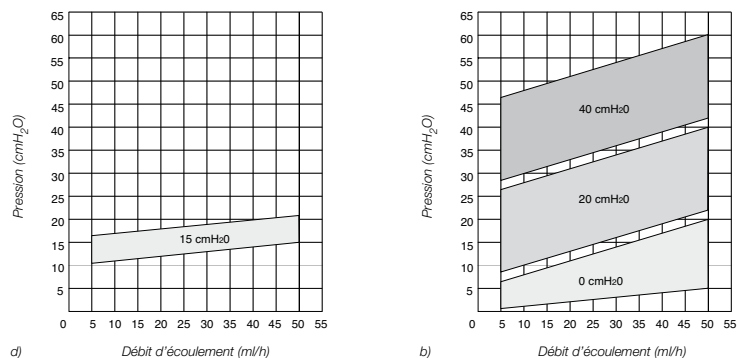 65
60
55
50
45
40
35
30
25
20
15
10
5
Pression (cmH2O)
15 cmH20
0 5 10 15 20 25 30 35 40 45 50 55
d) Débit d'écoulement (ml/h)
65
60
55
50
45
40
35
30
25
20
15
10
5
Pression (cmH2O)
40 cmH20
20 cmH20
0 cmH20
0 5 10 15 20 25 30 35 40 45 50 55
b) Débit d'écoulement (ml/h)